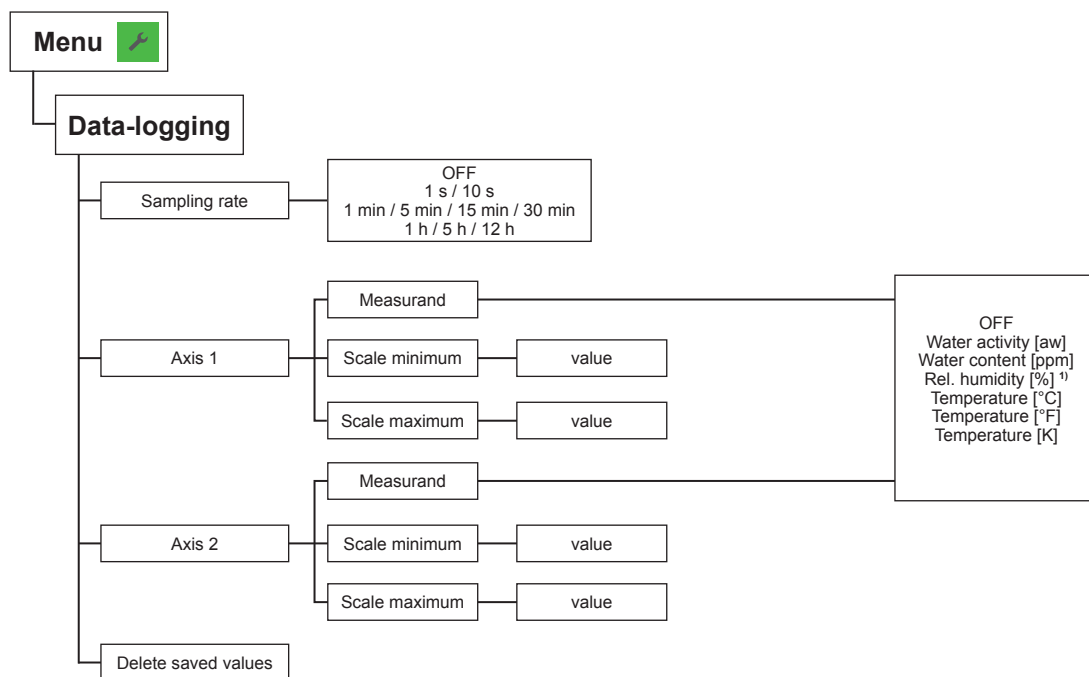 Menu
Data-logging
Sampling rate
OFF
1 s / 10 s
1 min / 5 min / 15 min / 30 min
1 h / 5 h / 12 h
Axis 1
Measurand
Scale minimum
value
Scale maximum
value
OFF
Water activity [aw]
Water content [ppm]
Rel. humidity [%] ¹⁾
Temperature [°C]
Temperature [°F]
Temperature [K]
Axis 2
Measurand
Scale minimum
value
Scale maximum
value
Delete saved values